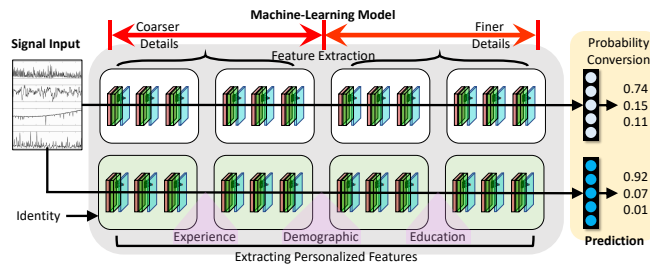 Machine-Learning Model
Signal Input
Coarser
Details
Finer
Details
Feature Extraction
Probability
Conversion
0.74
0.15
0.11
0.92
0.07
0.01
Identity
Experience
Demographic
Education
Extracting Personalized Features
Prediction